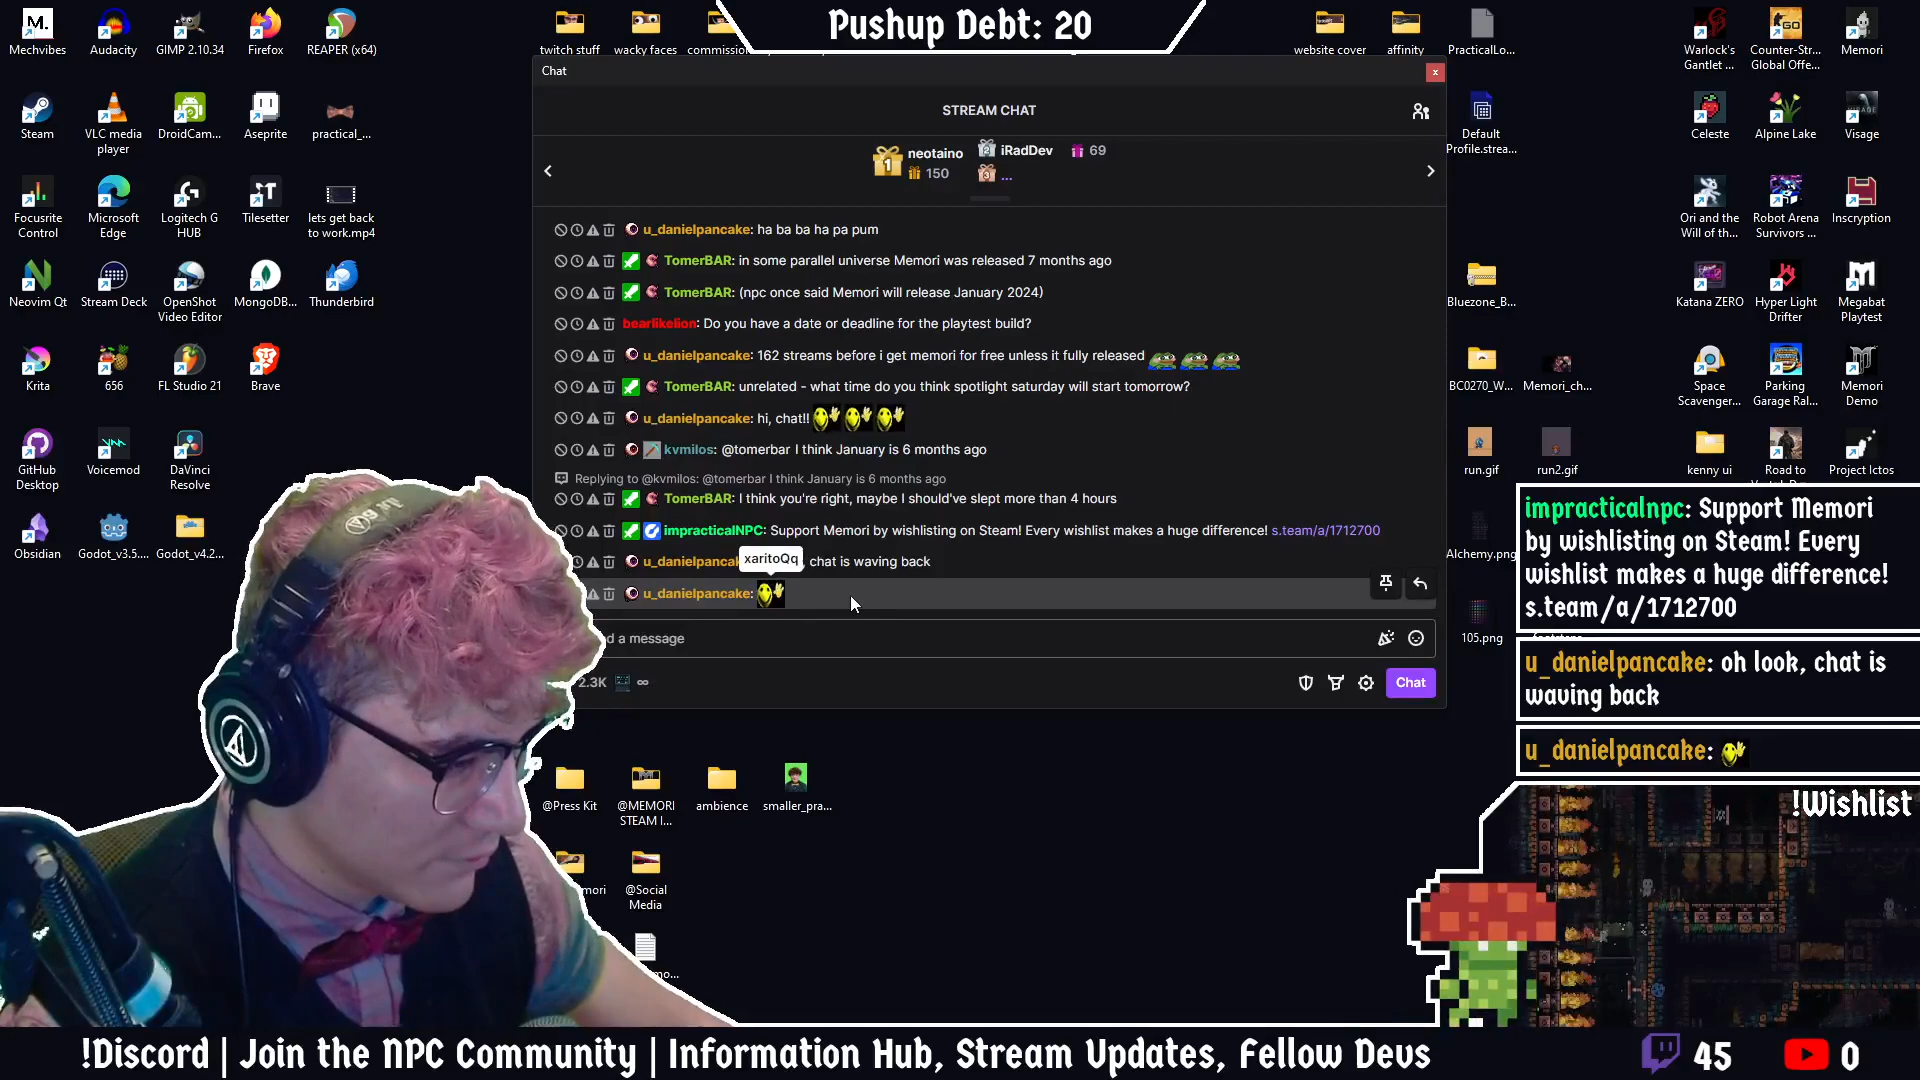 Pushup Debt: 20
Mechvibes
Audacity
GIMP 2.10.34
Firefox
REAPER (x64)
twitch stuff
wacky faces
website cover
affinity
PracticalLo...
Warlock's
Gantlet ...
Counter-Str...
Global Offe...
Memori
Steam
VLC media
player
DroidCam...
Aseprite
practical_...
Default
Profile.strea...
Celeste
Alpine Lake
Visage
Focusrite
Control
Microsoft
Edge
Logitech G
HUB
Tilesetter
lets get back
to work.mp4
Ori and the
Will of th...
Robot Arena
Survivors ...
Inscryption
Neovim Qt
Stream Deck
OpenShot
Video Editor
MongoDB...
Thunderbird
Bluezone_B...
Katana ZERO
Hyper Light
Drifter
Megabat
Playtest
Krita
656
FL Studio 21
Brave
BC0270_W...
Memori_ch...
Space
Scavenger...
Parking
Garage Ral...
Memori
Demo
GitHub
Desktop
Voicemod
DaVinci
Resolve
run.gif
run2.gif
kenny ui
Road to
Project Ictos
Obsidian
Godot_v3.5....
Godot_v4.2...
Alchemy.png
105.png
Chat
STREAM CHAT
1 neotaino
150
2 iRadDev 69
3 ...
u_danielpancake: ha ba ba ha pa pum
TomerBAR: in some parallel universe Memori was released 7 months ago
TomerBAR: (npc once said Memori will release January 2024)
bearlikelion: Do you have a date or deadline for the playtest build?
u_danielpancake: 162 streams before i get memori for free unless it fully released
TomerBAR: unrelated - what time do you think spotlight saturday will start tomorrow?
u_danielpancake: hi, chat!!
kvmilos: @tomerbar I think January is 6 months ago
Replying to @kvmilos: @tomerbar I think January is 6 months ago
TomerBAR: I think you're right, maybe I should've slept more than 4 hours
impracticalNPC: Support Memori by wishlisting on Steam! Every wishlist makes a huge difference! s.team/a/1712700
xaritoQq
, chat is waving back
u_danielpancake:
a message
2.3K
∞
Chat
impracticalnpc: Support Memori
by wishlisting on Steam! Every
wishlist makes a huge difference!
s.team/a/1712700
u_danielpancake: oh look, chat is
waving back
u_danielpancake:
!Wishlist
@Press Kit
@MEMORI
STEAM I...
ambience
smaller_pra...
@Social
Media
!Discord | Join the NPC Community | Information Hub, Stream Updates, Fellow Devs
45
0